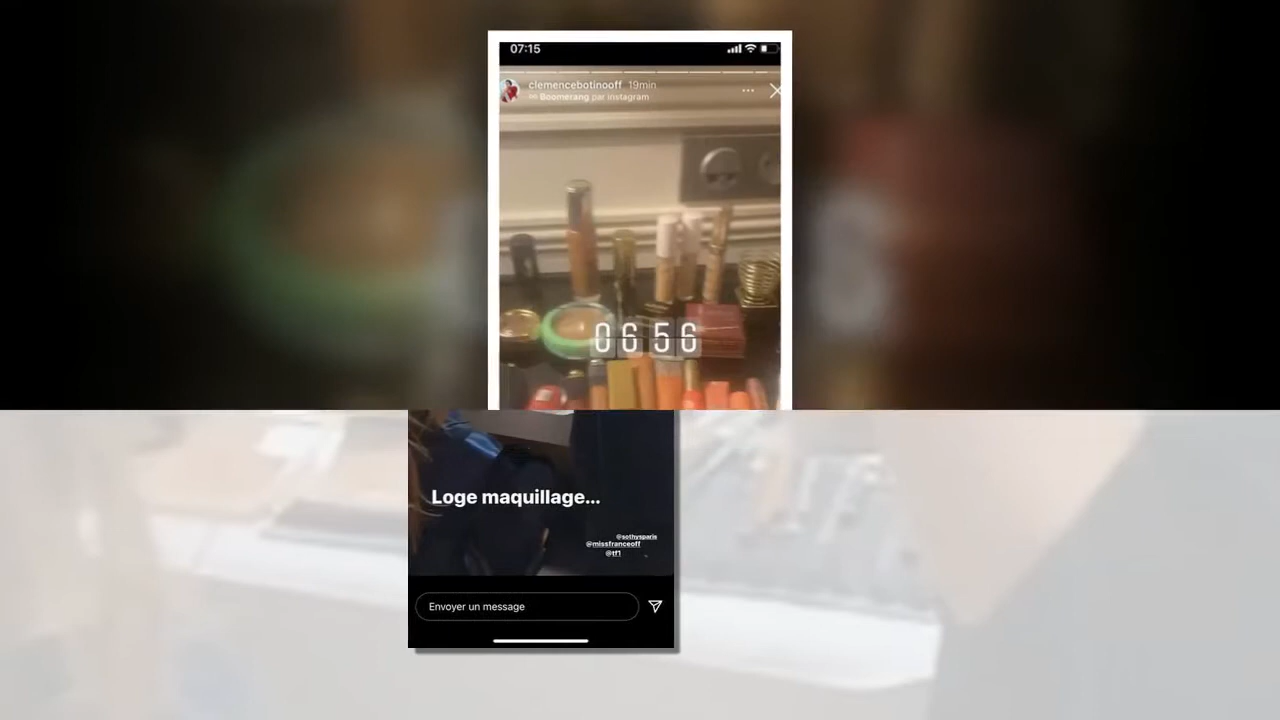 07:15
clemencebotinooff 19min
Boomerang par instagram
06 56
Loge maquillage...
@sothysparis
@missfranceoff
@tf1
Envoyer un message